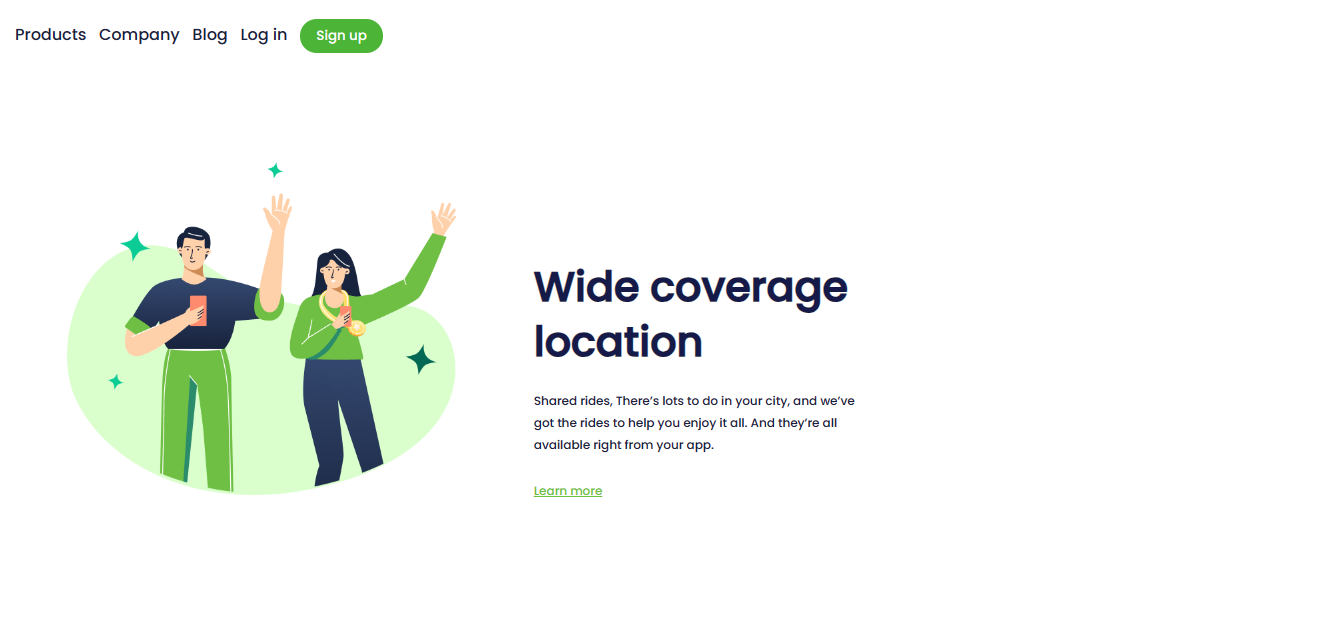 Products Company Blog Log in Sign up
Wide coverage
location
Shared rides, There’s lots to do in your city, and we’ve
got the rides to help you enjoy it all. And they’re all
available right from your app.
Learn more